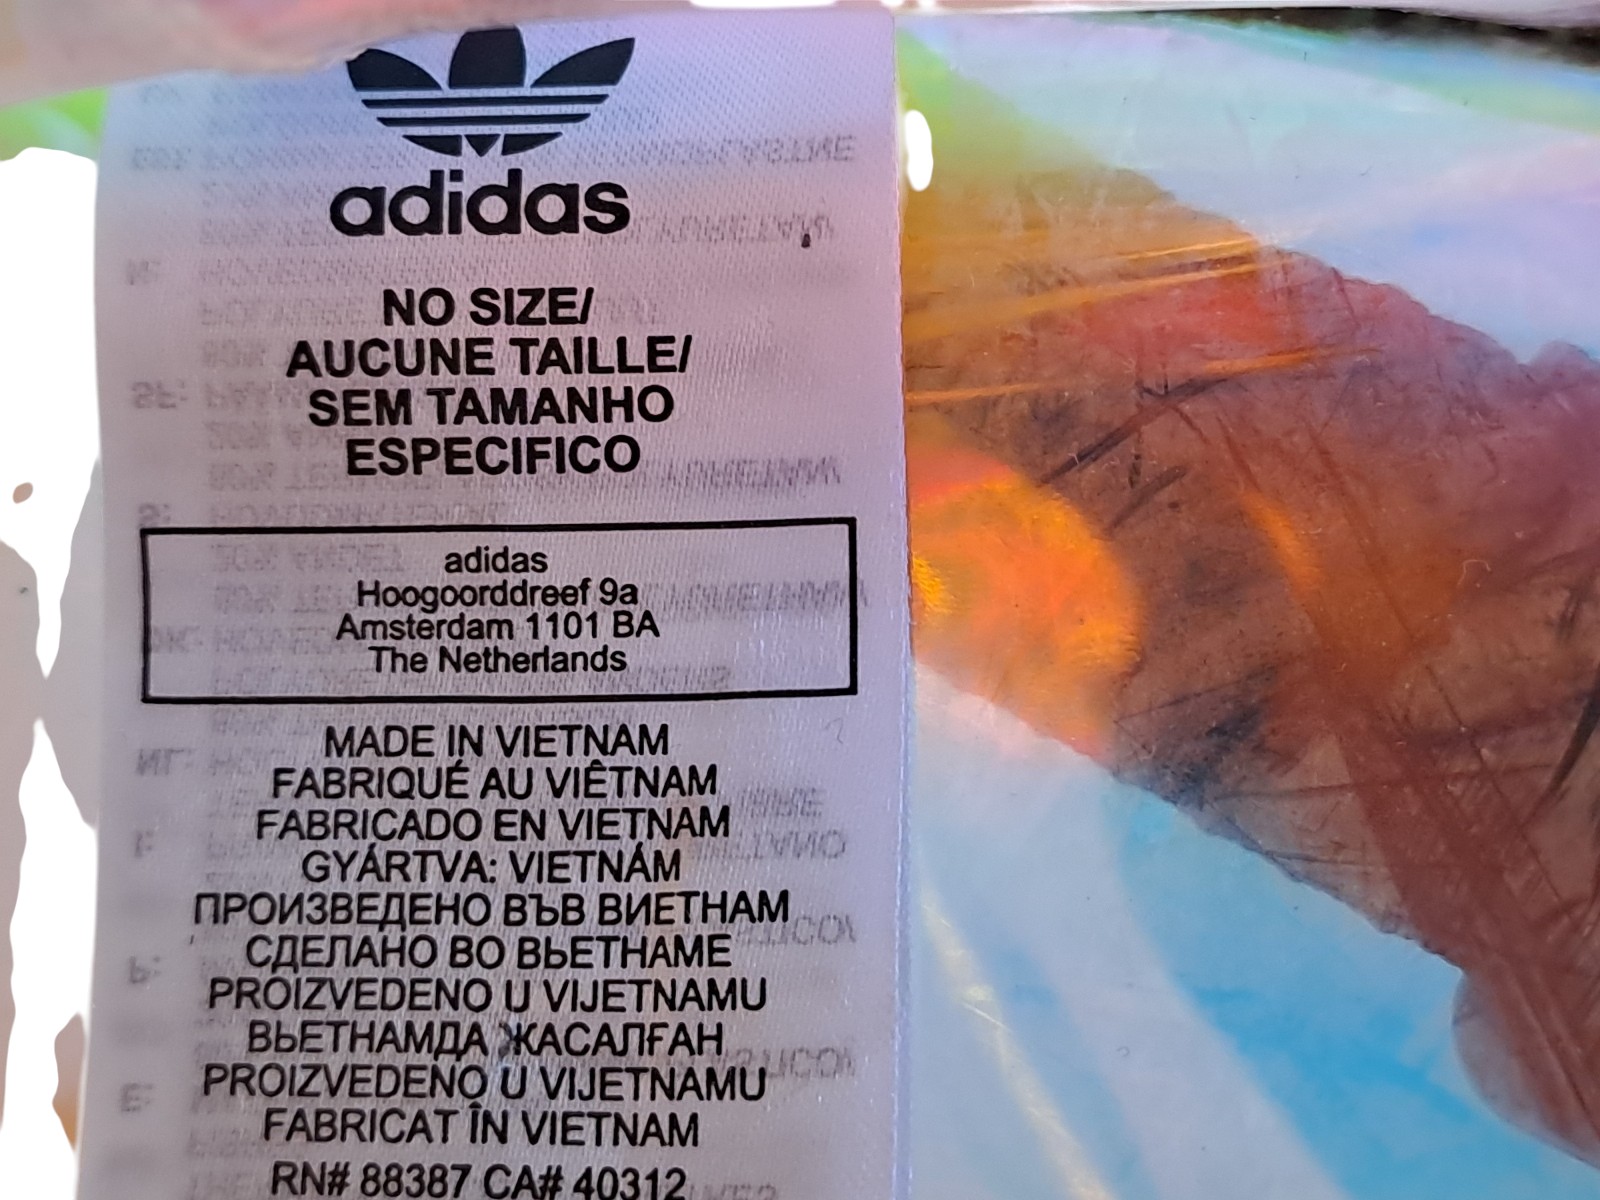 adidas
NO SIZE/
AUCUNE TAILLE/
SEM TAMANHO
ESPECIFICO
adidas
Hoogoorddreef 9a
Amsterdam 1101 BA
The Netherlands
MADE IN VIETNAM
FABRIQUÉ AU VIÊTNAM
FABRICADO EN VIETNAM
GYÁRTVA: VIETNÁM
ПРОИЗВЕДЕНО ВЪВ ВИЕТНАМ
СДЕЛАНО ВО ВЬЕТНАМЕ
PROIZVEDENO U VIJETNAMU
ВЬЕТНАМДА ЖАСАЛҒАН
PROIZVEDENO U VIJETNAMU
FABRICAT ÎN VIETNAM
RN# 88387 CA# 40312